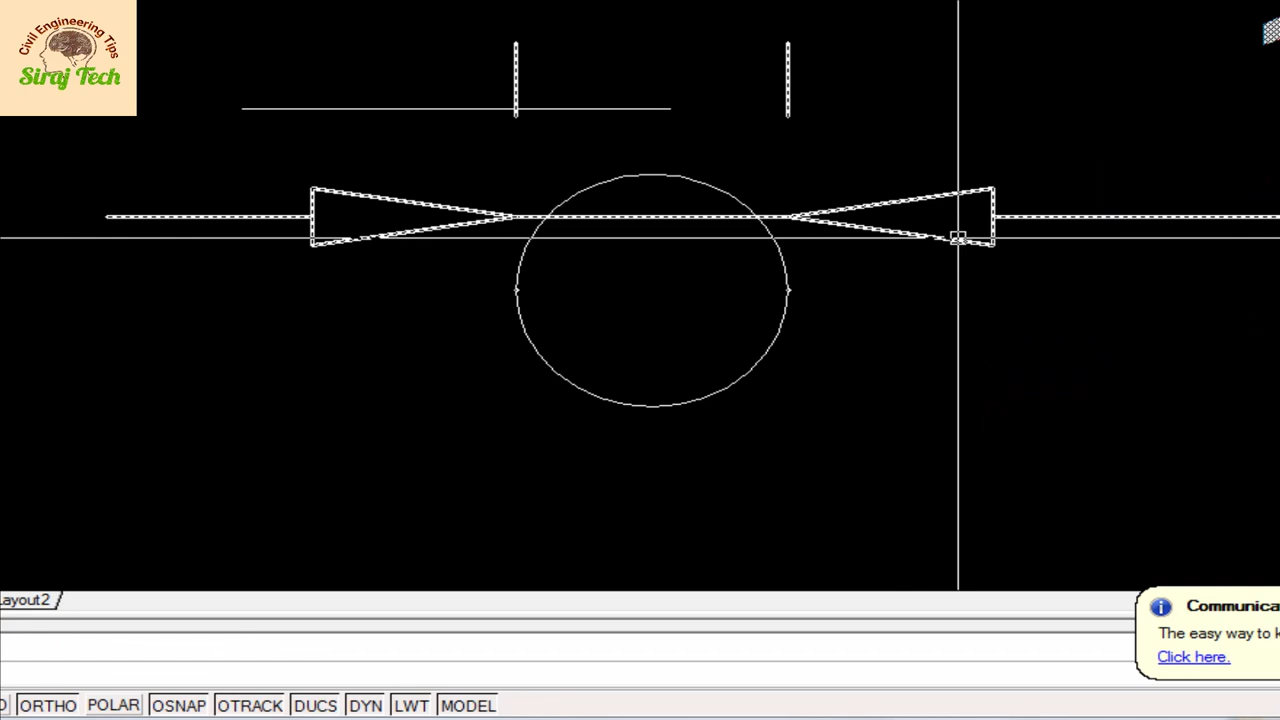 Civil Engineering Tips
Siraj Tech
Layout2
Communica
The easy way to k
Click here.
ORTHO POLAR OSNAP OTRACK DUCS DYN LWT MODEL